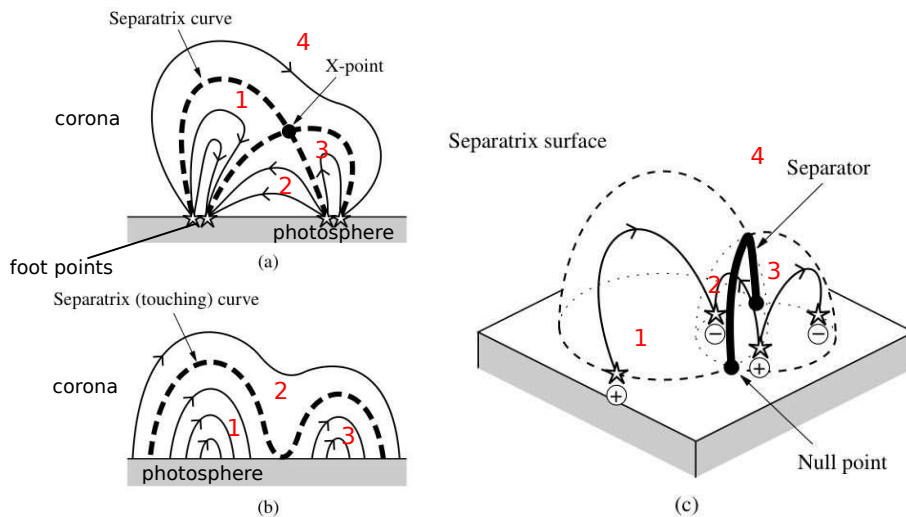 Separatrix curve
4
X-point
1
corona
3
2
photosphere
foot points
(a)
Separatrix (touching) curve
corona
2
1
3
photosphere
(b)
Separatrix surface
4
Separator
3
2
1
−
−
+
+
Null point
(c)